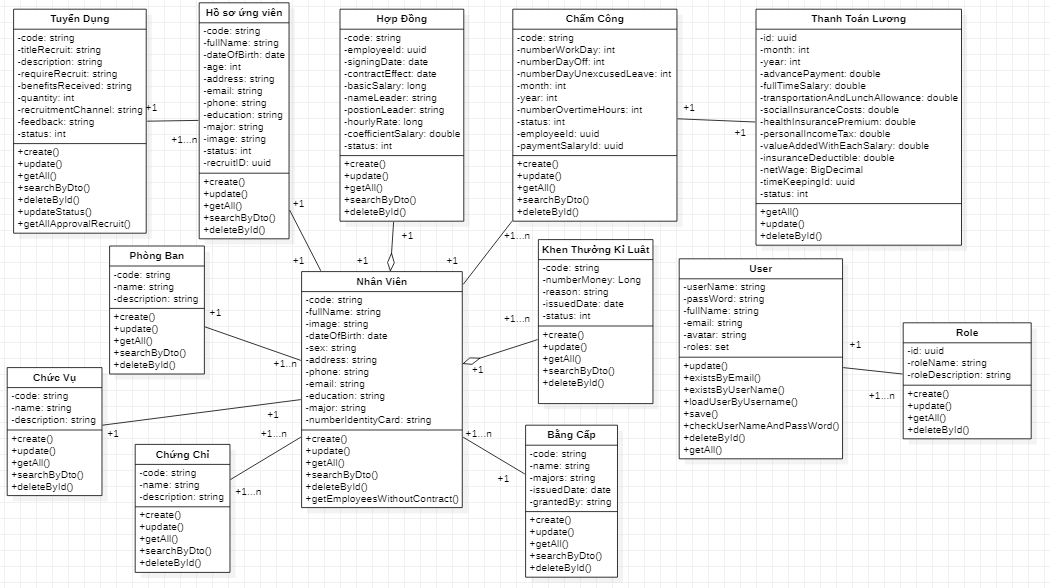 Tuyển Dụng
-code: string
-titleRecruit: string
-description: string
-requireRecruit: string
-benefitsReceived: string
-quantity: int
-recruitmentChannel: string
-feedback: string
-status: int
+create()
+update()
+getAll()
+searchByDto()
+deleteById()
+updateStatus()
+getAllApprovalRecruit()
+1
+1...n
Hồ sơ ứng viên
-code: string
-fullName: string
-dateOfBirth: date
-age: int
-address: string
-email: string
-phone: string
-education: string
-major: string
-image: string
-status: int
-recruitID: uuid
+create()
+update()
+getAll()
+searchByDto()
+deleteById()
+1
+1
Hợp Đồng
-code: string
-employeeId: uuid
-signingDate: date
-contractEffect: date
-basicSalary: long
-nameLeader: string
-postionLeader: string
-hourlyRate: long
-coefficientSalary: double
-status: int
+create()
+update()
+getAll()
+searchByDto()
+deleteById()
+1
+1
Chấm Công
-code: string
-numberWorkDay: int
-numberDayOff: int
-numberDayUnexcusedLeave: int
-month: int
-year: int
-numberOvertimeHours: int
-status: int
-employeeId: uuid
-paymentSalaryId: uuid
+create()
+update()
+getAll()
+searchByDto()
+deleteById()
+1
+1
+1...n
+1
Thanh Toán Lương
-id: uuid
-month: int
-year: int
-advancePayment: double
-fullTimeSalary: double
-transportationAndLunchAllowance: double
-socialInsuranceCosts: double
-healthInsurancePremium: double
-personalIncomeTax: double
-valueAddedWithEachSalary: double
-insuranceDeductible: double
-netWage: BigDecimal
-timeKeepingId: uuid
-status: int
+getAll()
+update()
+deleteById()
Phòng Ban
-code: string
-name: string
-description: string
+create()
+update()
+getAll()
+searchByDto()
+deleteById()
+1
+1..n
Nhân Viên
-code: string
-fullName: string
-image: string
-dateOfBirth: date
-sex: string
-address: string
-phone: string
-email: string
-education: string
-major: string
-numberIdentityCard: string
+create()
+update()
+getAll()
+searchByDto()
+deleteById()
+getEmployeesWithoutContract()
Khen Thưởng Kỉ Luật
-code: string
-numberMoney: Long
-reason: string
-issuedDate: date
-status: int
+create()
+update()
+getAll()
+searchByDto()
+deleteById()
+1...n
+1
User
-userName: string
-passWord: string
-fullName: string
-email: string
-avatar: string
-roles: set
+update()
+existsByEmail()
+existsByUserName()
+loadUserByUsername()
+save()
+checkUserNameAndPassWord()
+deleteById()
+getAll()
+1
+1...n
Role
-id: uuid
-roleName: string
-roleDescription: string
+create()
+update()
+getAll()
+deleteById()
Chức Vụ
-code: string
-name: string
-description: string
+create()
+update()
+getAll()
+searchByDto()
+deleteById()
+1
+1
Chứng Chỉ
-code: string
-name: string
-description: string
+create()
+update()
+getAll()
+searchByDto()
+deleteById()
+1...n
+1...n
Bằng Cấp
-code: string
-name: string
-majors: string
-issuedDate: date
-grantedBy: string
+create()
+update()
+getAll()
+searchByDto()
+deleteById()
+1...n
+1